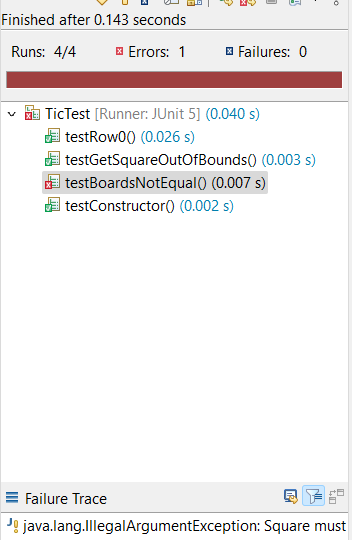 Finished after 0.143 seconds
Runs: 4/4 Errors: 1 Failures: 0
TicTest [Runner: JUnit 5] (0.040 s)
testRow0() (0.026 s)
testGetSquareOutOfBounds() (0.003 s)
testBoardsNotEqual() (0.007 s)
testConstructor() (0.002 s)
Failure Trace
java.lang.IllegalArgumentException: Square must